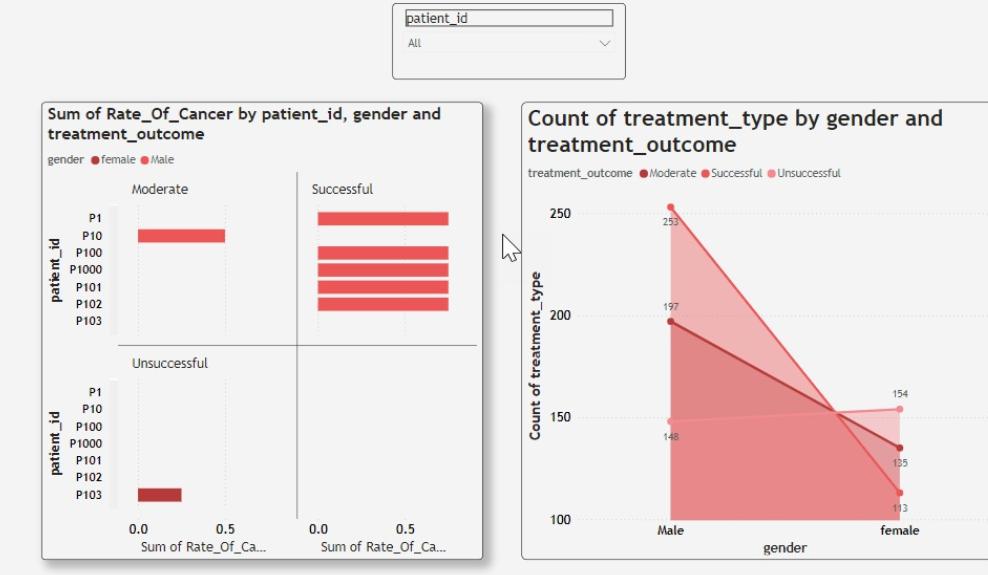 patient_id
All
Sum of Rate_Of_Cancer by patient_id, gender and
treatment_outcome
gender female Male
Moderate
Successful
patient_id
P1
P10
P100
P1000
P101
P102
P103
Unsuccessful
patient_id
P1
P10
P100
P1000
P101
P102
P103
0.0 0.5
0.0 0.5
Sum of Rate_Of_Ca...
Sum of Rate_Of_Ca...
Count of treatment_type by gender and
treatment_outcome
treatment_outcome Moderate Successful Unsuccessful
Count of treatment_type
250
200
150
100
253
197
148
154
135
113
Male
female
gender